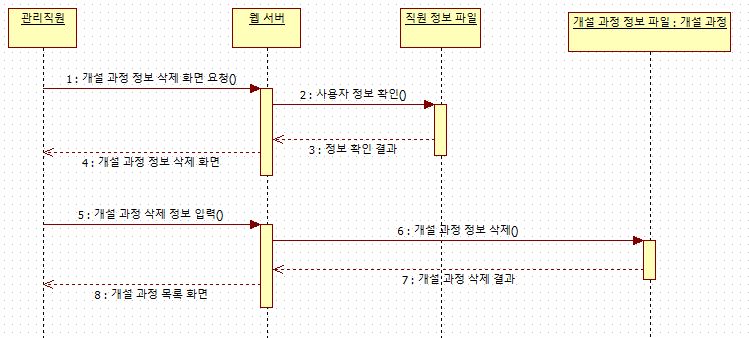 관리직원
웹 서버
직원 정보 파일
개설 과정 정보 파일 : 개설 과정
1 : 개설 과정 정보 삭제 화면 요청()
2 : 사용자 정보 확인()
3 : 정보 확인 결과
4 : 개설 과정 정보 삭제 화면
5 : 개설 과정 삭제 정보 입력()
6 : 개설 과정 정보 삭제()
7 : 개설 과정 삭제 결과
8 : 개설 과정 목록 화면